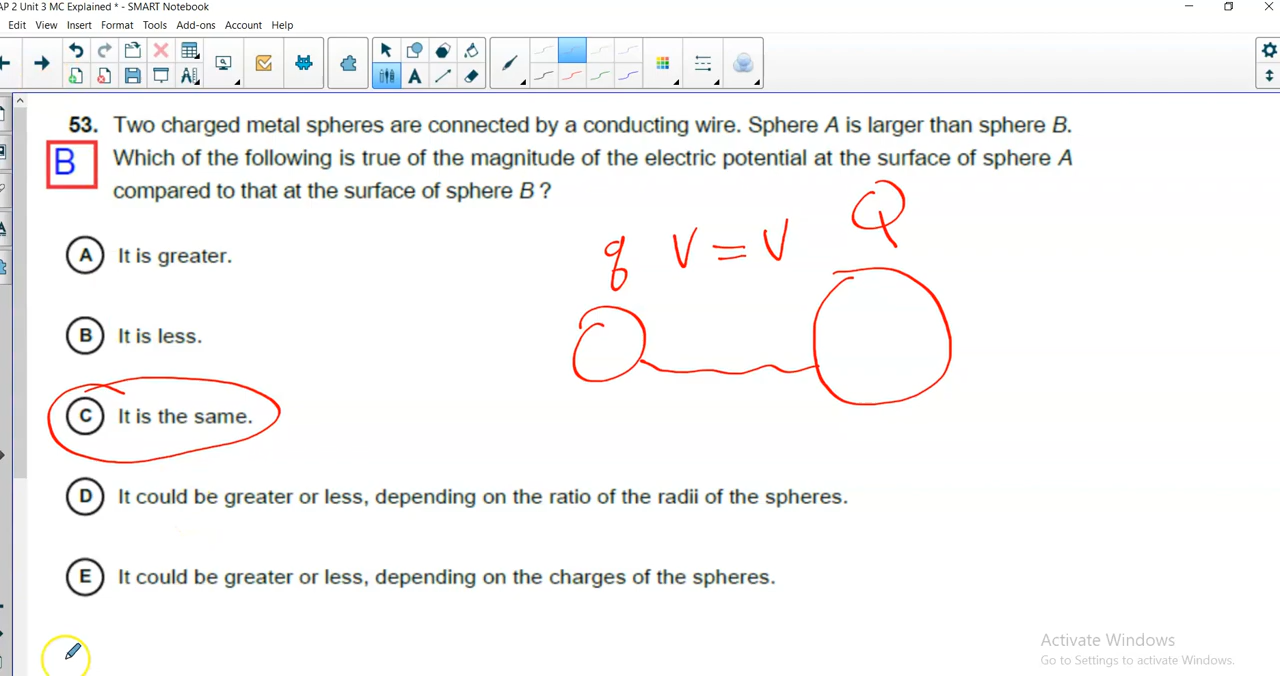 AP 2 Unit 3 MC Explained * - SMART Notebook
Edit View Insert Format Tools Add-ons Account Help
53. Two charged metal spheres are connected by a conducting wire. Sphere A is larger than sphere B.
B Which of the following is true of the magnitude of the electric potential at the surface of sphere A
compared to that at the surface of sphere B?
Q
q V = V
A It is greater.
B It is less.
C It is the same.
D It could be greater or less, depending on the ratio of the radii of the spheres.
E It could be greater or less, depending on the charges of the spheres.
Activate Windows
Go to Settings to activate Windows.